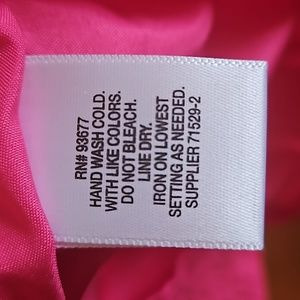 RN# 93677
HAND WASH COLD.
WITH LIKE COLORS.
DO NOT BLEACH.
LINE DRY.
IRON ON LOWEST
SETTING AS NEEDED.
SUPPLIER 71529-2